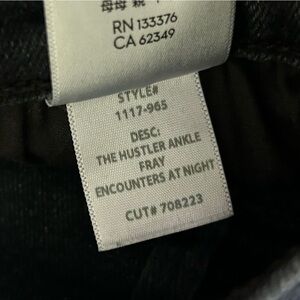 RN 133376
CA 62349
STYLE#
1117-965
DESC:
THE HUSTLER ANKLE
FRAY
ENCOUNTERS AT NIGHT
CUT# 708223